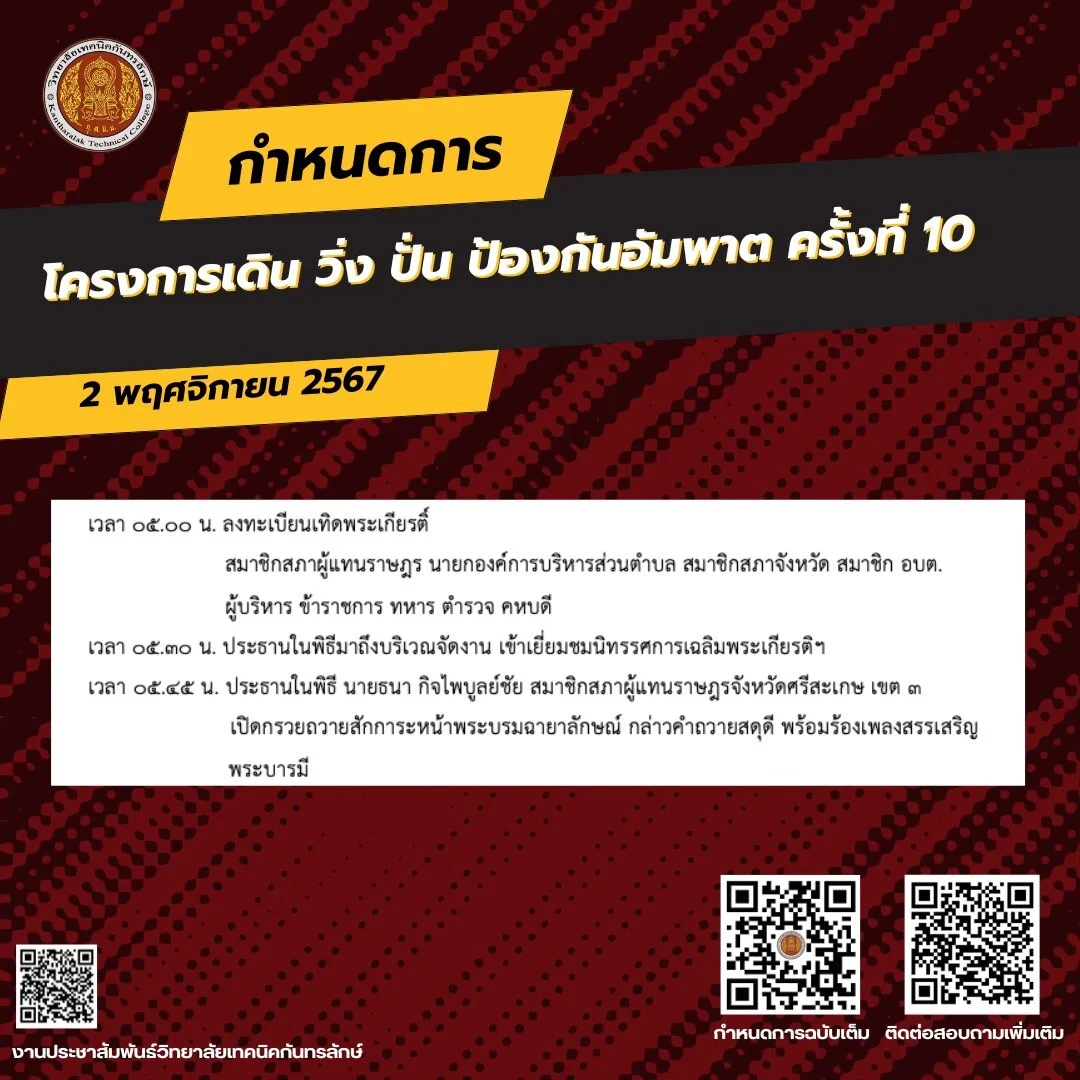 วิทยาลัยเทคนิคกันทรลักษ์
Kantharalak Technical College
กำหนดการ
โครงการเดิน วิ่ง ปั่น ป้องกันอัมพาต ครั้งที่ 10
2 พฤศจิกายน 2567
เวลา ๐๕.๐๐ น. ลงทะเบียนเทิดพระเกียรติ์
สมาชิกสภาผู้แทนราษฎร นายกองค์การบริหารส่วนตำบล สมาชิกสภาจังหวัด สมาชิก อบต.
ผู้บริหาร ข้าราชการ ทหาร ตำรวจ คหบดี
เวลา ๐๕.๓๐ น. ประธานในพิธีมาถึงบริเวณจัดงาน เข้าเยี่ยมชมนิทรรศการเฉลิมพระเกียรติฯ
เวลา ๐๕.๔๕ น. ประธานในพิธี นายธนา กิจไพบูลย์ชัย สมาชิกสภาผู้แทนราษฎรจังหวัดศรีสะเกษ เขต ๓
เปิดกรวยถวายสักการะหน้าพระบรมฉายาลักษณ์ กล่าวคำถวายสดุดี พร้อมร้องเพลงสรรเสริญ
พระบารมี
กำหนดการฉบับเต็ม
ติดต่อสอบถามเพิ่มเติม
งานประชาสัมพันธ์วิทยาลัยเทคนิคกันทรลักษ์